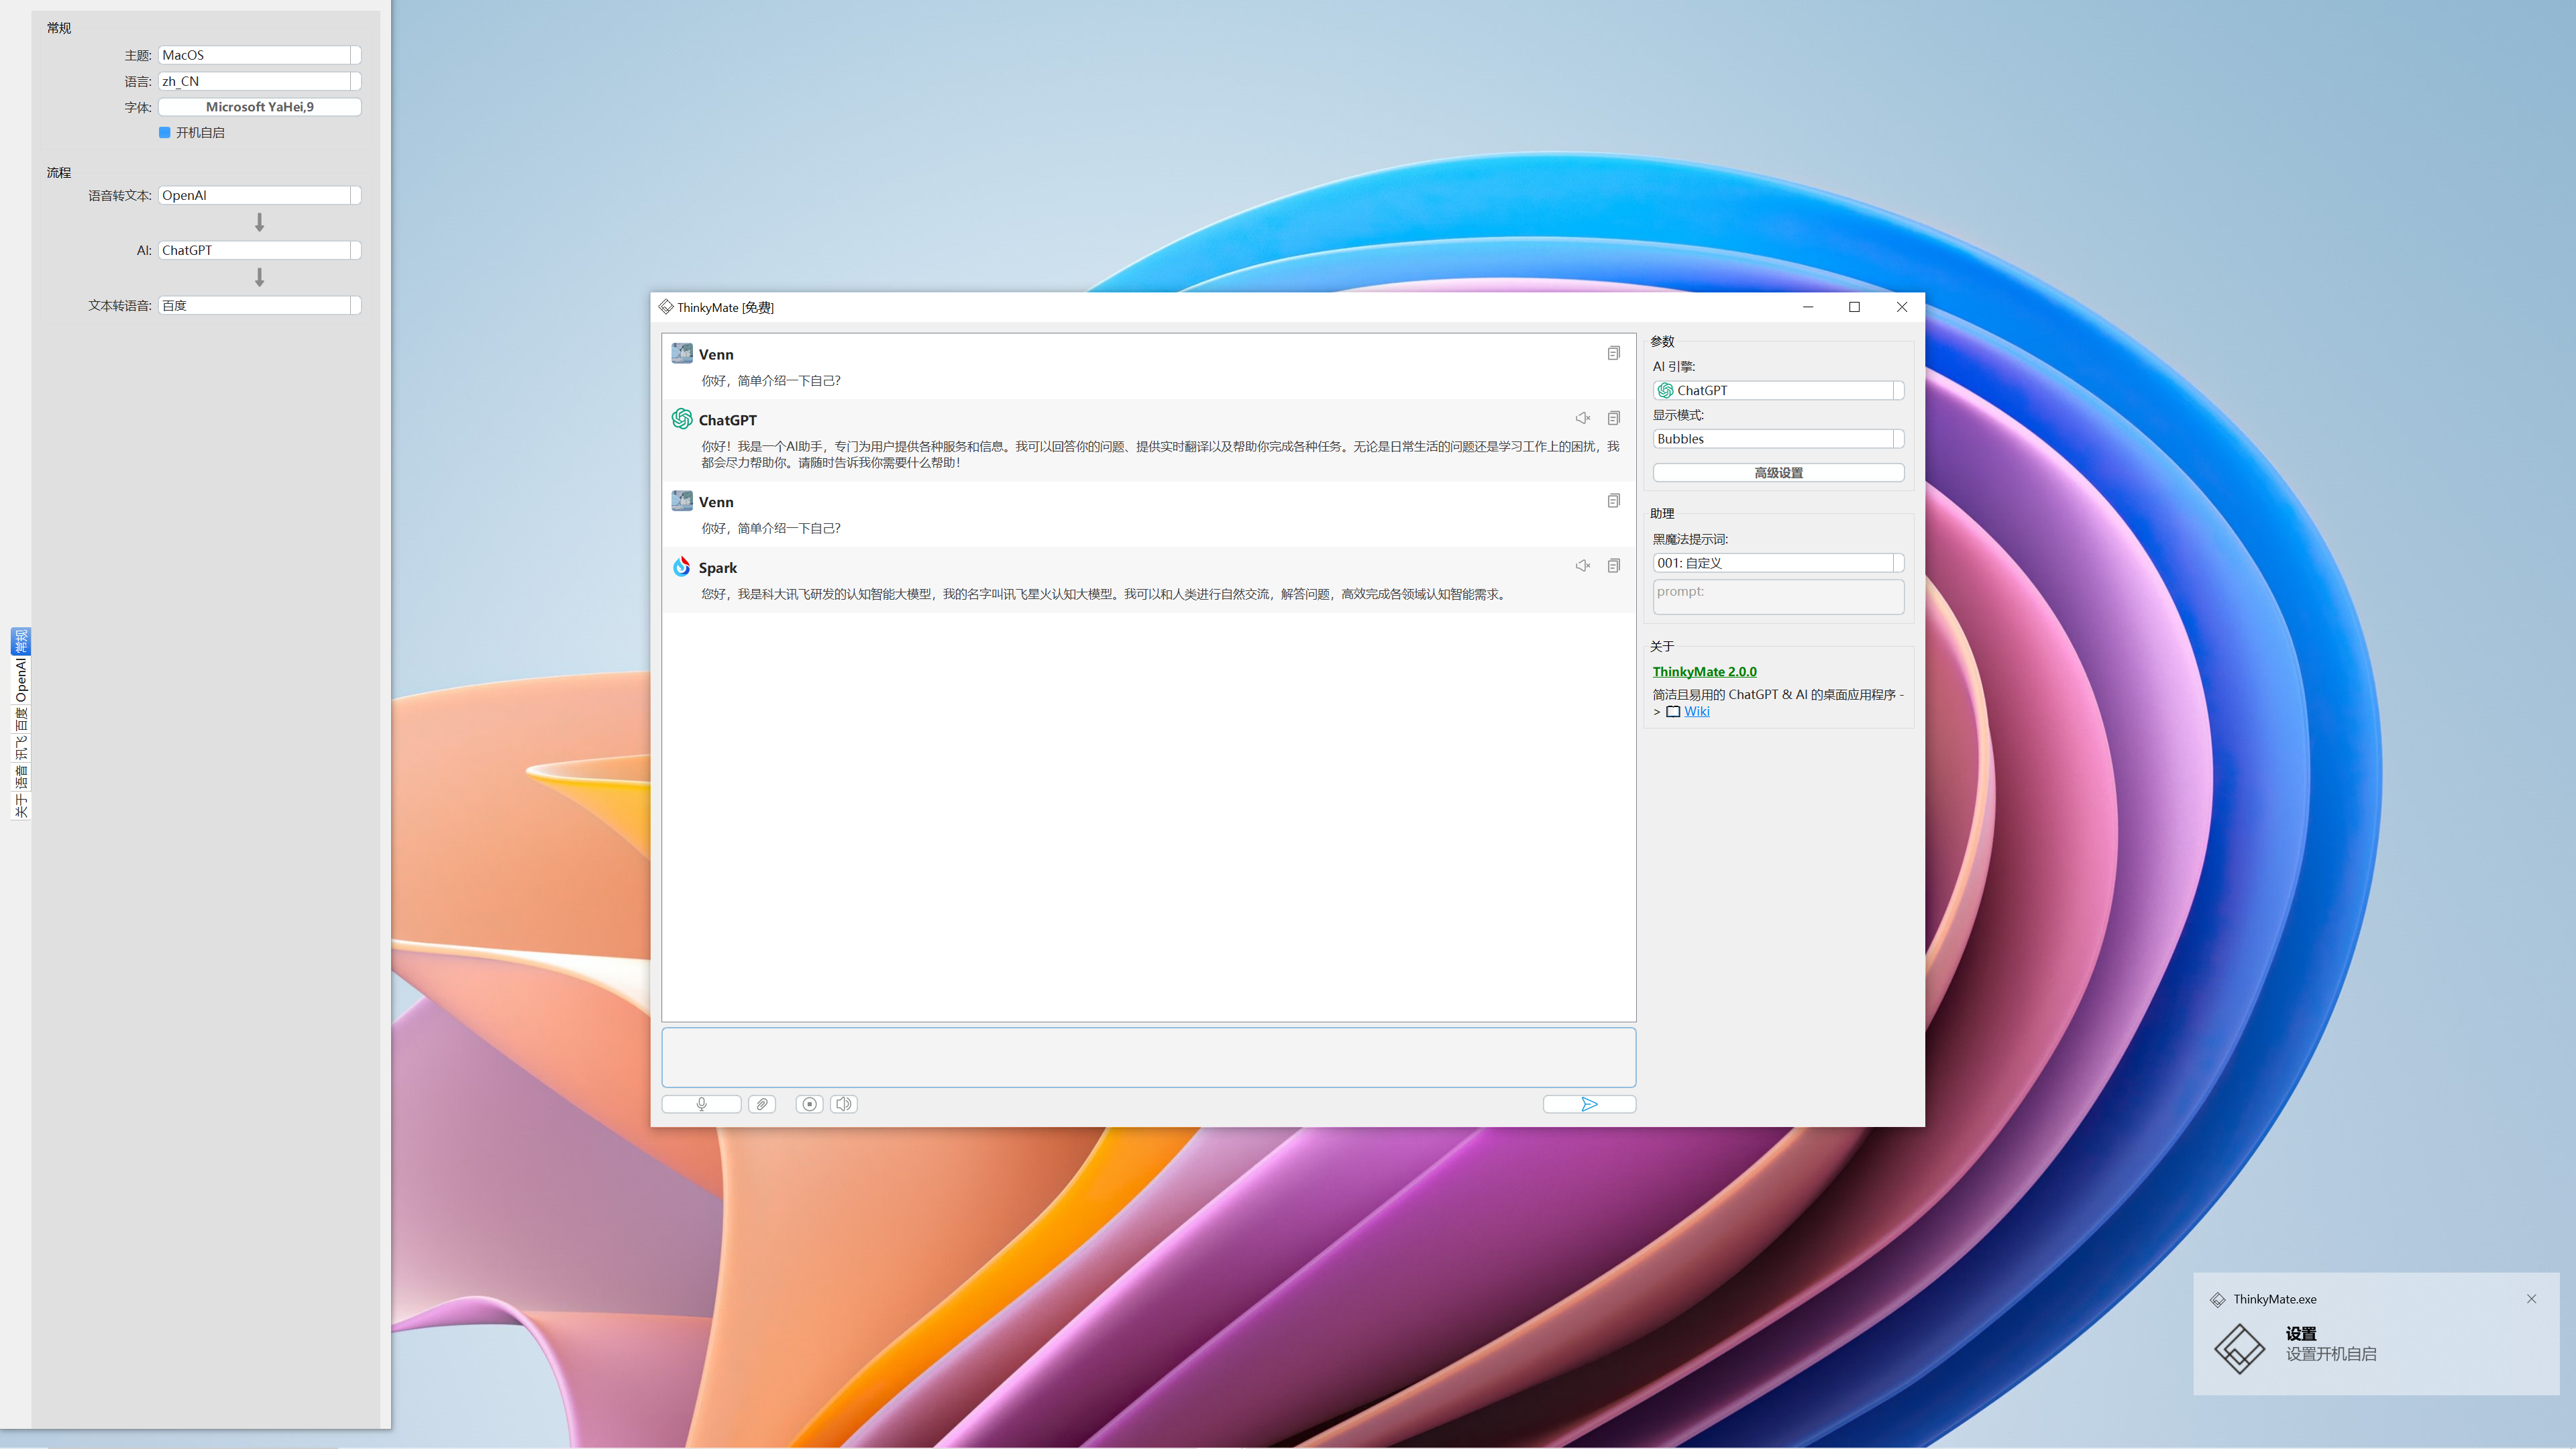 常规
主题: MacOS
语言: zh_CN
字体: Microsoft YaHei,9
开机自启
流程
语音转文本: OpenAI
AI: ChatGPT
文本转语音: 百度
常规
OpenAI
百度
讯飞
语音
关于
ThinkyMate [免费]
Venn
你好，简单介绍一下自己?
ChatGPT
你好！我是一个AI助手，专门为用户提供各种服务和信息。我可以回答你的问题、提供实时翻译以及帮助你完成各种任务。无论是日常生活的问题还是学习工作上的困扰，我
都会尽力帮助你。请随时告诉我你需要什么帮助！
Venn
你好，简单介绍一下自己?
Spark
您好，我是科大讯飞研发的认知智能大模型，我的名字叫讯飞星火认知大模型。我可以和人类进行自然交流，解答问题，高效完成各领域认知智能需求。
参数
AI 引擎:
ChatGPT
显示模式:
Bubbles
高级设置
助理
黑魔法提示词:
001: 自定义
prompt:
关于
ThinkyMate 2.0.0
简洁且易用的 ChatGPT & AI 的桌面应用程序 -
> Wiki
ThinkyMate.exe
设置
设置开机自启